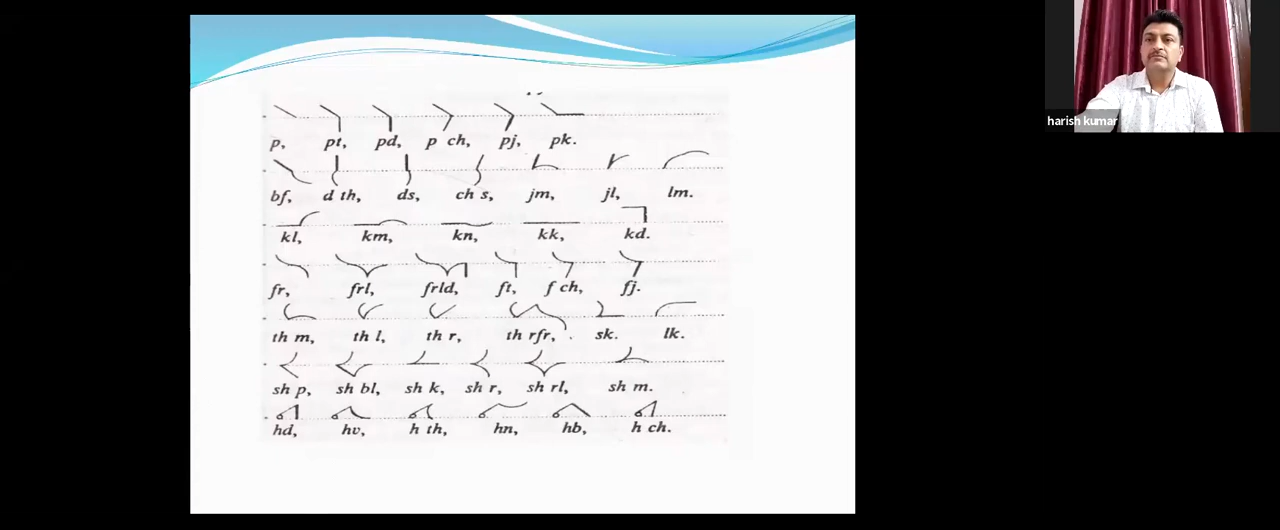 harish kumar
p, pt, pd, p ch, pj, pk.
bf, d th, ds, ch s, jm, jl, lm.
kl, km, kn, kk, kd.
fr, frl, frld, ft, f ch, fj.
th m, th l, th r, th rfr, sk. lk.
sh p, sh bl, sh k, sh r, sh rl, sh m.
hd, hv, h th, hn, hb, h ch.